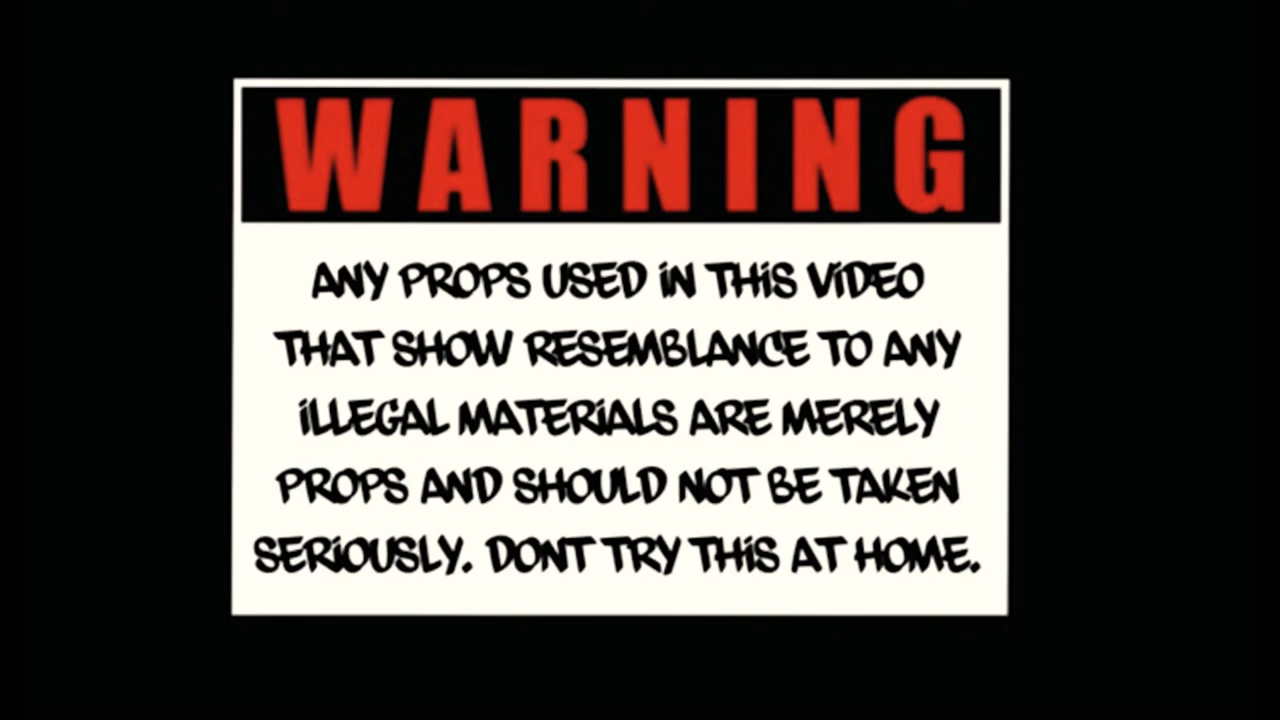 WARNING
ANY PROPS USED iN THiS ViDEO
THAT SHOW RESEMBLANCE TO ANY
iLLEGAL MATERiALS ARE MERELY
PROPS AND SHOULD NOT BE TAKEN
SERiOUSLY. DONT TRY THiS AT HOME.